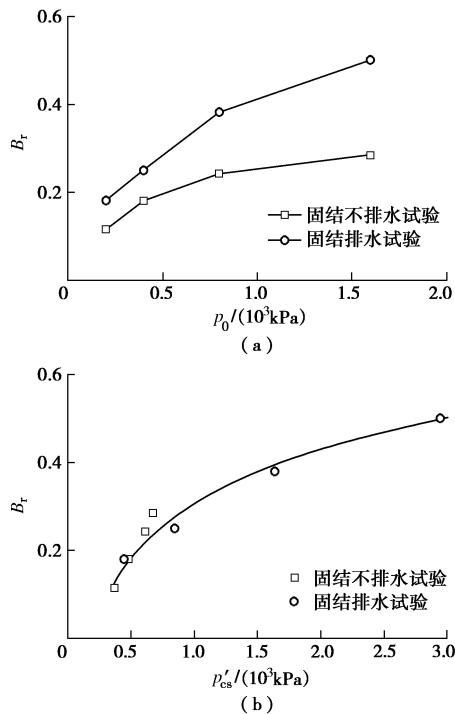 0.6
0.4
0.2
B_r
固结不排水试验
固结排水试验
0 0.5 1.0 1.5 2.0
p_0/(10^3kPa)
( a )
0.6
0.4
0.2
B_r
固结不排水试验
固结排水试验
0 0.5 1.0 1.5 2.0 2.5 3.0
p'_cs/(10^3kPa)
( b )